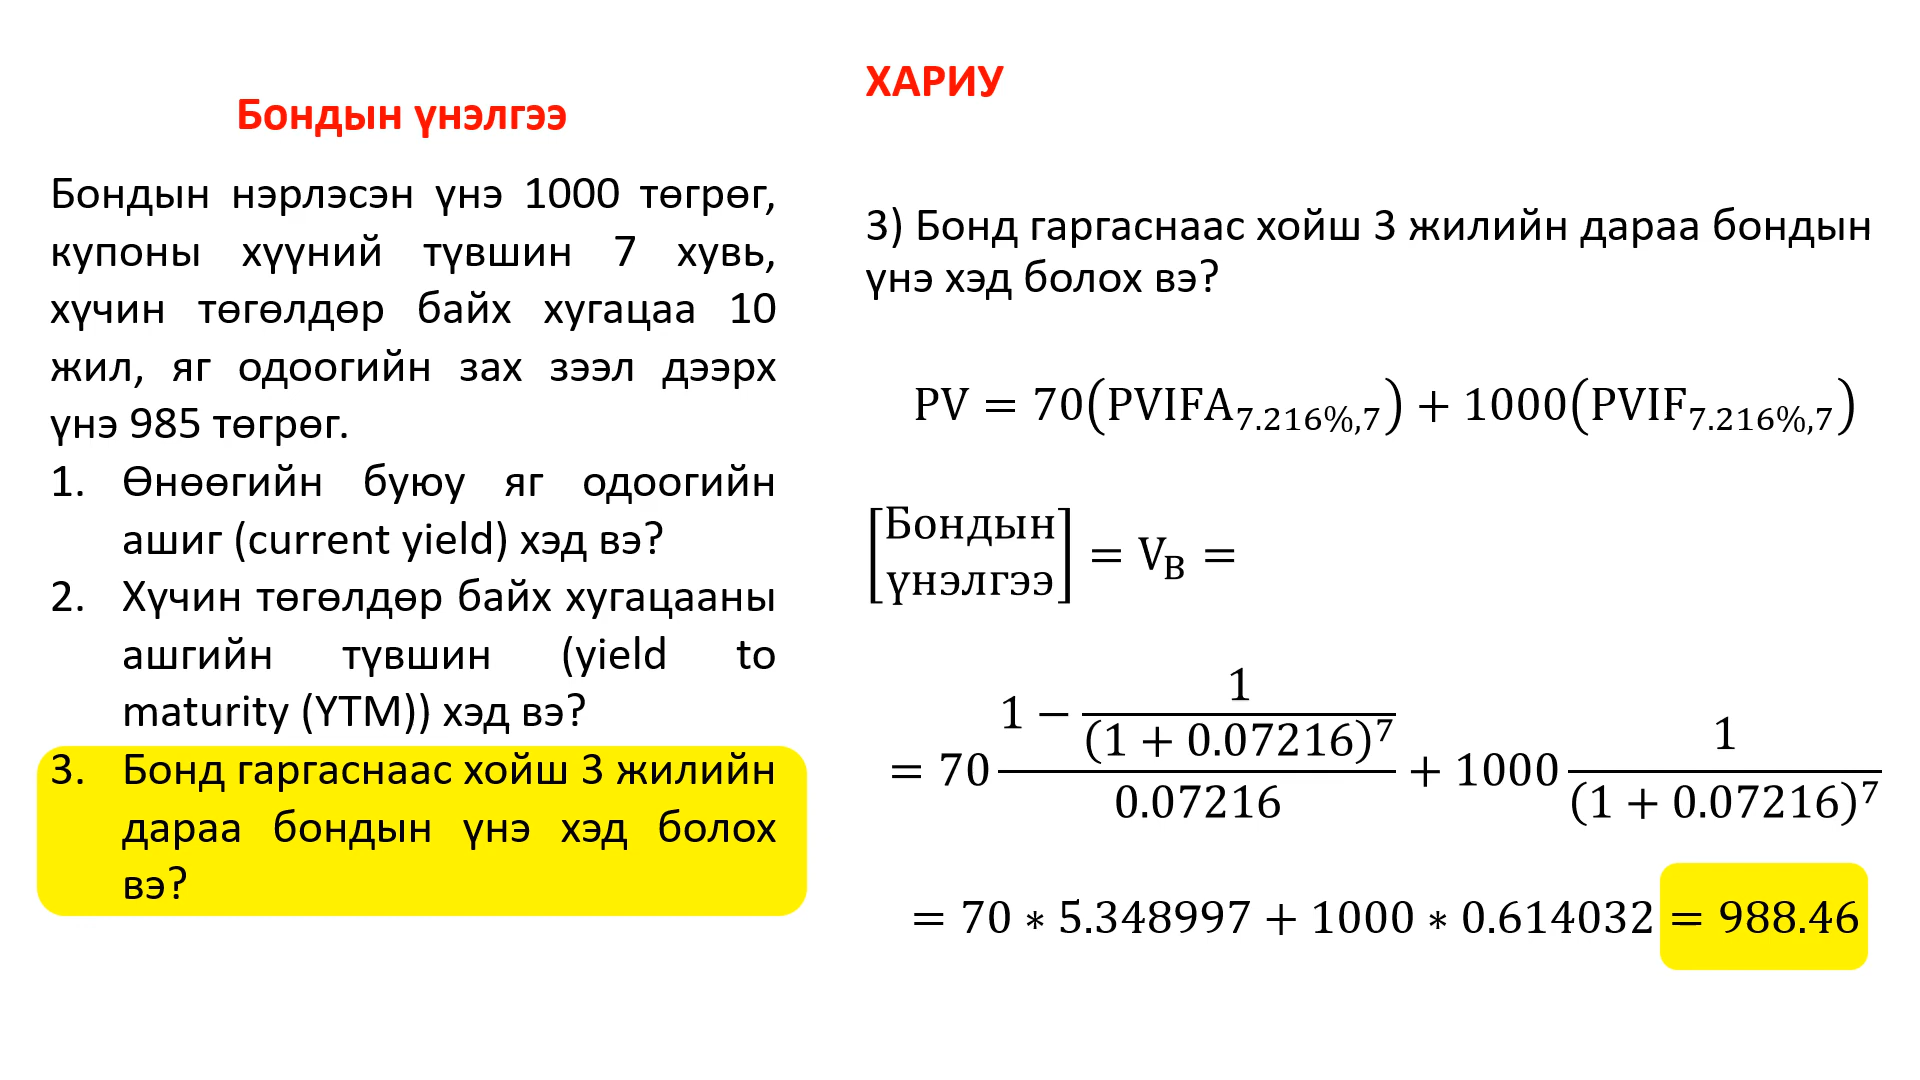 Бондын үнэлгээ
Бондын нэрлэсэн үнэ 1000 төгрөг,
купоны хүүний түвшин 7 хувь,
хүчин төгөлдөр байх хугацаа 10
жил, яг одоогийн зах зээл дээрх
үнэ 985 төгрөг.
1. Өнөөгийн буюу яг одоогийн
ашиг (current yield) хэд вэ?
2. Хүчин төгөлдөр байх хугацааны
ашгийн түвшин (yield to
maturity (YTM)) хэд вэ?
3. Бонд гаргаснаас хойш 3 жилийн
дараа бондын үнэ хэд болох
вэ?
ХАРИУ
3) Бонд гаргаснаас хойш 3 жилийн дараа бондын
үнэ хэд болох вэ?
PV = 70(PVIFA₇.₂₁₆%,₇) + 1000(PVIF₇.₂₁₆%,₇)
[Бондын үнэлгээ] = V_B =
= 70 (1 − 1/(1 + 0.07216)⁷)/0.07216 + 1000 1/(1 + 0.07216)⁷
= 70 ∗ 5.348997 + 1000 ∗ 0.614032 = 988.46